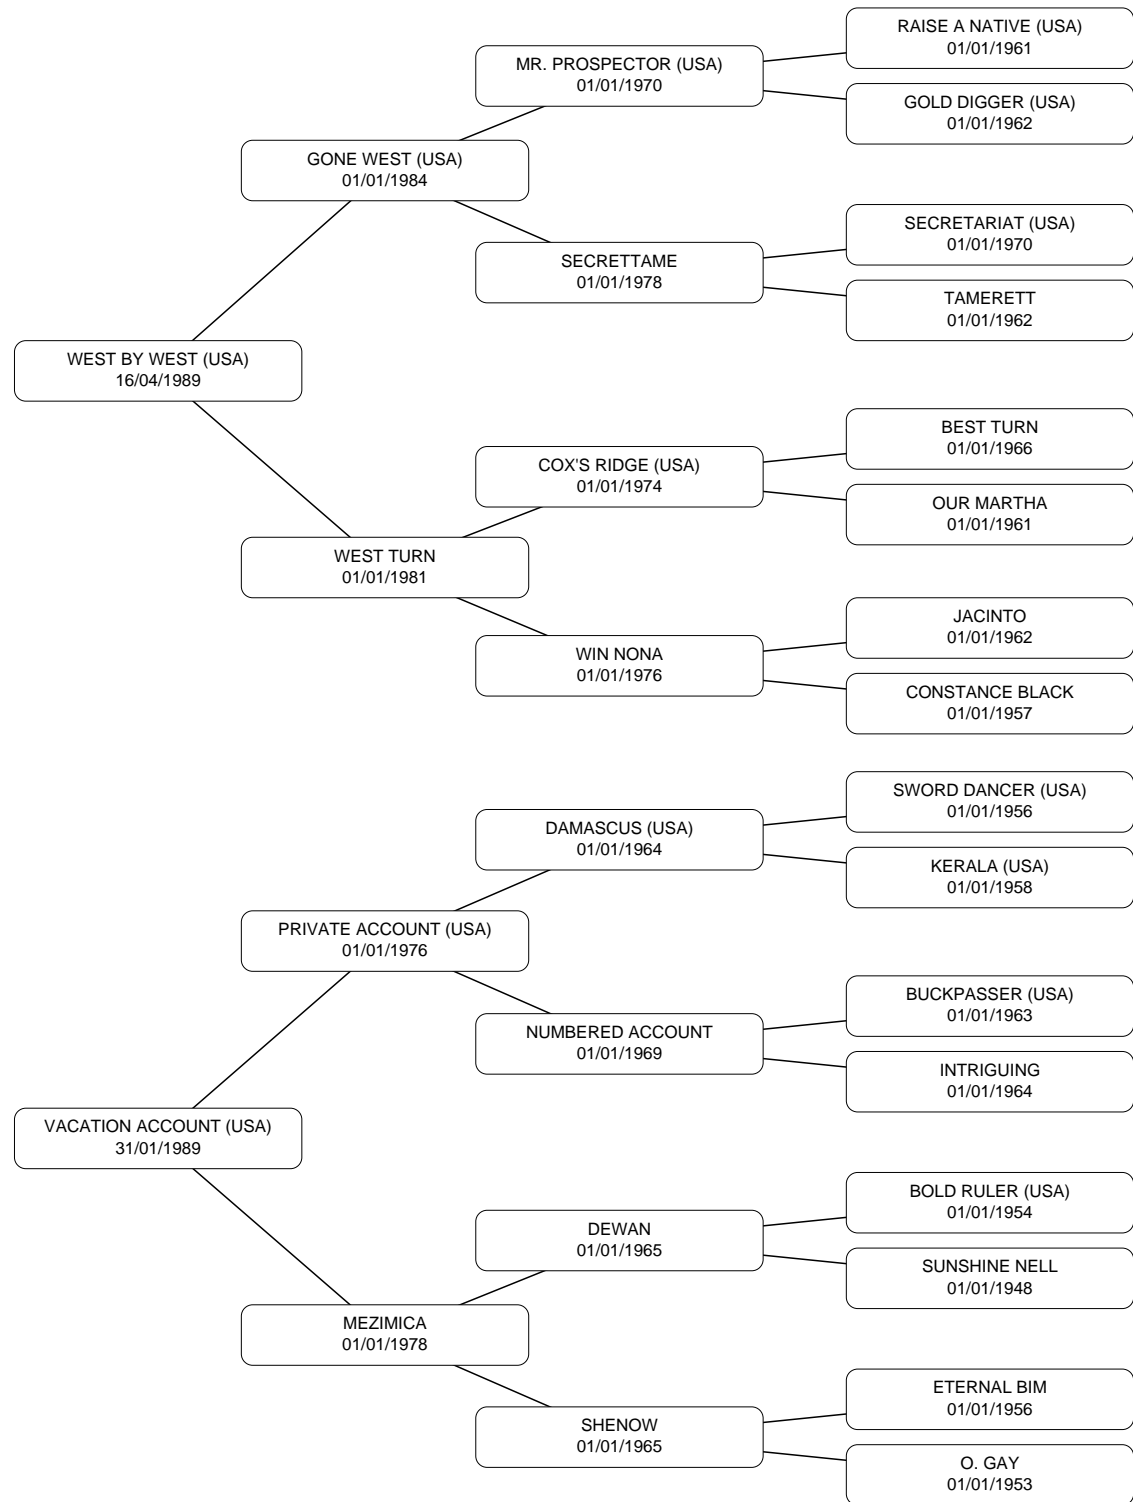 RAISE A NATIVE (USA)
01/01/1961
MR. PROSPECTOR (USA)
01/01/1970
GOLD DIGGER (USA)
01/01/1962
GONE WEST (USA)
01/01/1984
SECRETARIAT (USA)
01/01/1970
SECRETTAME
01/01/1978
TAMERETT
01/01/1962
WEST BY WEST (USA)
16/04/1989
BEST TURN
01/01/1966
COX'S RIDGE (USA)
01/01/1974
OUR MARTHA
01/01/1961
WEST TURN
01/01/1981
JACINTO
01/01/1962
WIN NONA
01/01/1976
CONSTANCE BLACK
01/01/1957
SWORD DANCER (USA)
01/01/1956
DAMASCUS (USA)
01/01/1964
KERALA (USA)
01/01/1958
PRIVATE ACCOUNT (USA)
01/01/1976
BUCKPASSER (USA)
01/01/1963
NUMBERED ACCOUNT
01/01/1969
INTRIGUING
01/01/1964
VACATION ACCOUNT (USA)
31/01/1989
BOLD RULER (USA)
01/01/1954
DEWAN
01/01/1965
SUNSHINE NELL
01/01/1948
MEZIMICA
01/01/1978
ETERNAL BIM
01/01/1956
SHENOW
01/01/1965
O. GAY
01/01/1953